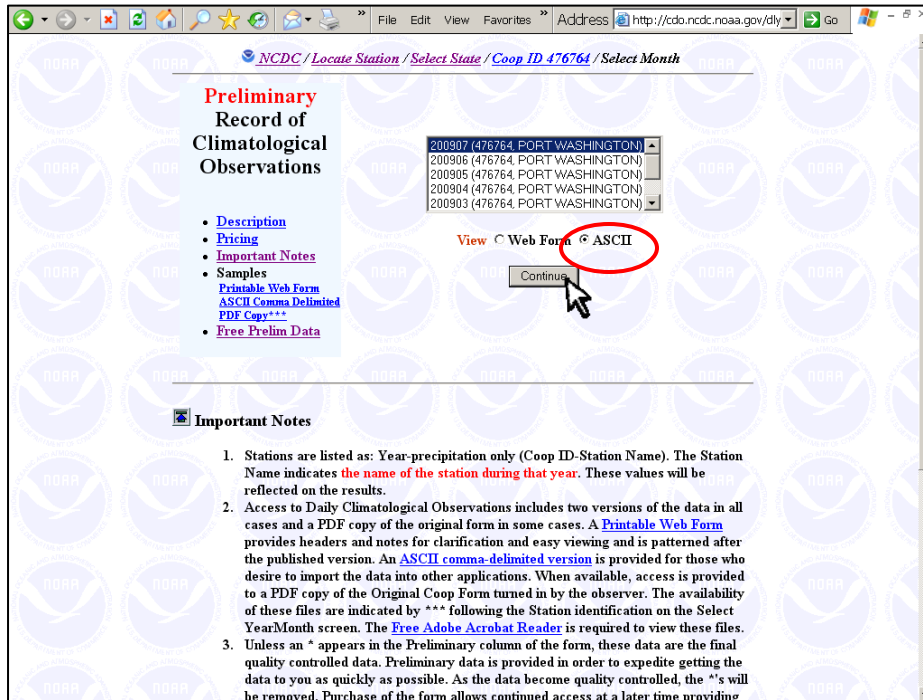 » File Edit View Favorites » Address http://cdo.ncdc.noaa.gov/dly Go
NCDC / Locate Station / Select State / Coop ID 476764 / Select Month
Preliminary
Record of
Climatological
Observations
• Description
• Pricing
• Important Notes
• Samples
Printable Web Form
ASCII Comma Delimited
PDF Copy***
• Free Prelim Data
200907 (476764, PORT WASHINGTON)
200906 (476764, PORT WASHINGTON)
200905 (476764, PORT WASHINGTON)
200904 (476764, PORT WASHINGTON)
200903 (476764, PORT WASHINGTON)
View Web Form ASCII
Continue
Important Notes
1. Stations are listed as: Year-precipitation only (Coop ID-Station Name). The Station
Name indicates the name of the station during that year. These values will be
reflected on the results.
2. Access to Daily Climatological Observations includes two versions of the data in all
cases and a PDF copy of the original form in some cases. A Printable Web Form
provides headers and notes for clarification and easy viewing and is patterned after
the published version. An ASCII comma-delimited version is provided for those who
desire to import the data into other applications. When available, access is provided
to a PDF copy of the Original Coop Form turned in by the observer. The availability
of these files are indicated by *** following the Station identification on the Select
YearMonth screen. The Free Adobe Acrobat Reader is required to view these files.
3. Unless an * appears in the Preliminary column of the form, these data are the final
quality controlled data. Preliminary data is provided in order to expedite getting the
data to you as quickly as possible. As the data become quality controlled, the *'s will
be removed. Purchase of the form allows continued access at a later time providing